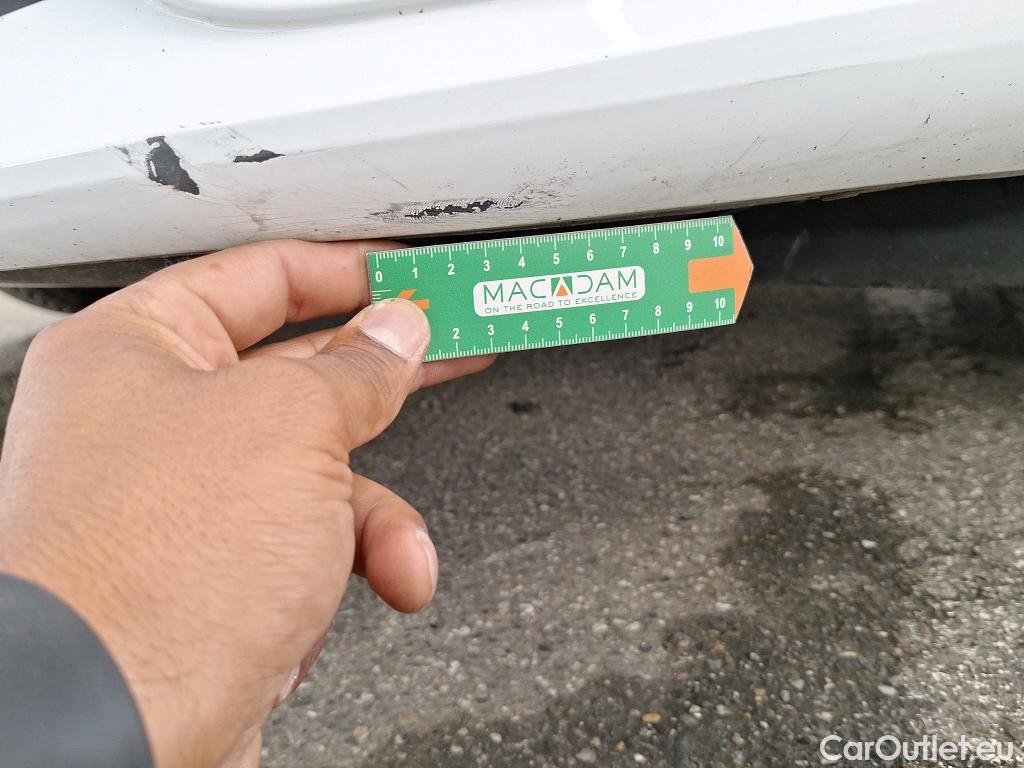 0 1 2 3 4 5 6 7 8 9 10
MACADAM
ON THE ROAD TO EXCELLENCE
2 3 4 5 6 7 8 9 10
CarOutlet.eu